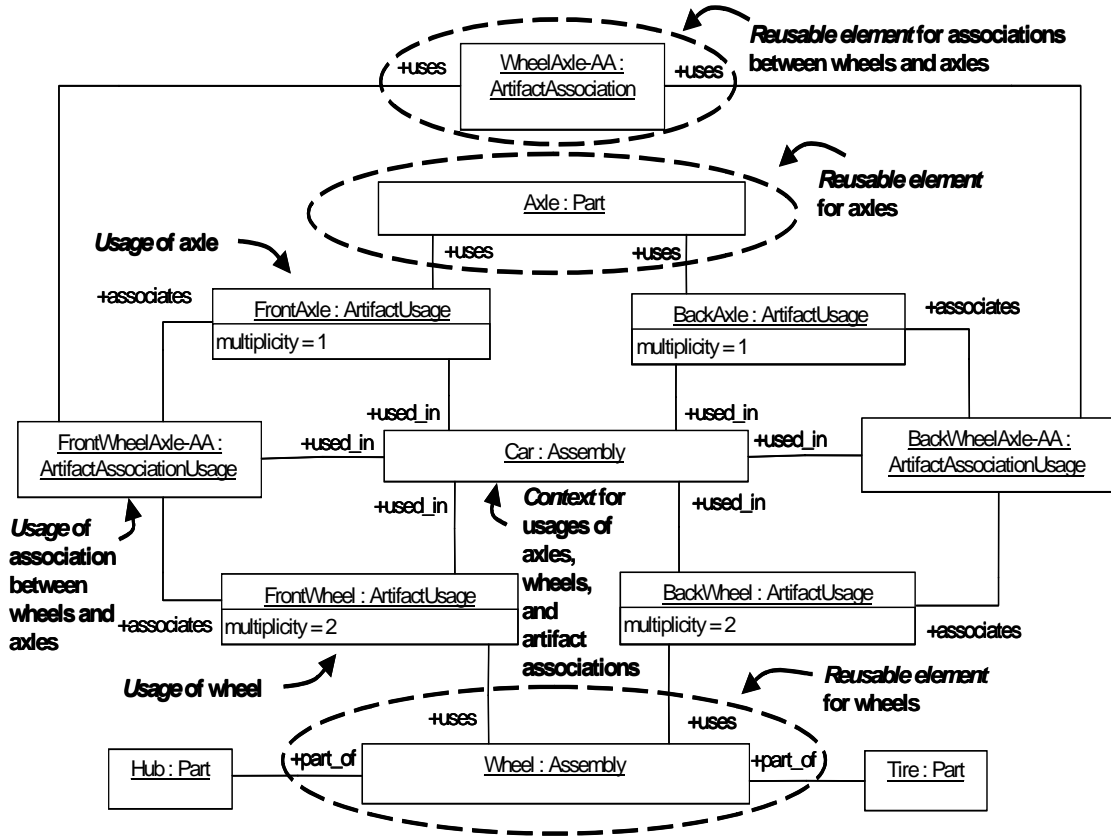 Reusable element for associations
between wheels and axles
+uses
WheelAxle-AA :
ArtifactAssociation
+uses
Reusable element
for axles
Axle : Part
Usage of axle
+uses
+uses
+associates
FrontAxle : ArtifactUsage
multiplicity = 1
BackAxle : ArtifactUsage
multiplicity = 1
+associates
+used_in
+used_in
FrontWheelAxle-AA :
ArtifactAssociationUsage
+used_in
Car : Assembly
+used_in
BackWheelAxle-AA :
ArtifactAssociationUsage
+used_in
+used_in
Context for
usages of
axles,
wheels,
and
artifact
associations
Usage of
association
between
wheels and
axles
FrontWheel : ArtifactUsage
multiplicity = 2
BackWheel : ArtifactUsage
multiplicity = 2
+associates
+associates
Usage of wheel
Reusable element
for wheels
+uses
+uses
Hub : Part
+part_of
Wheel : Assembly
+part_of
Tire : Part